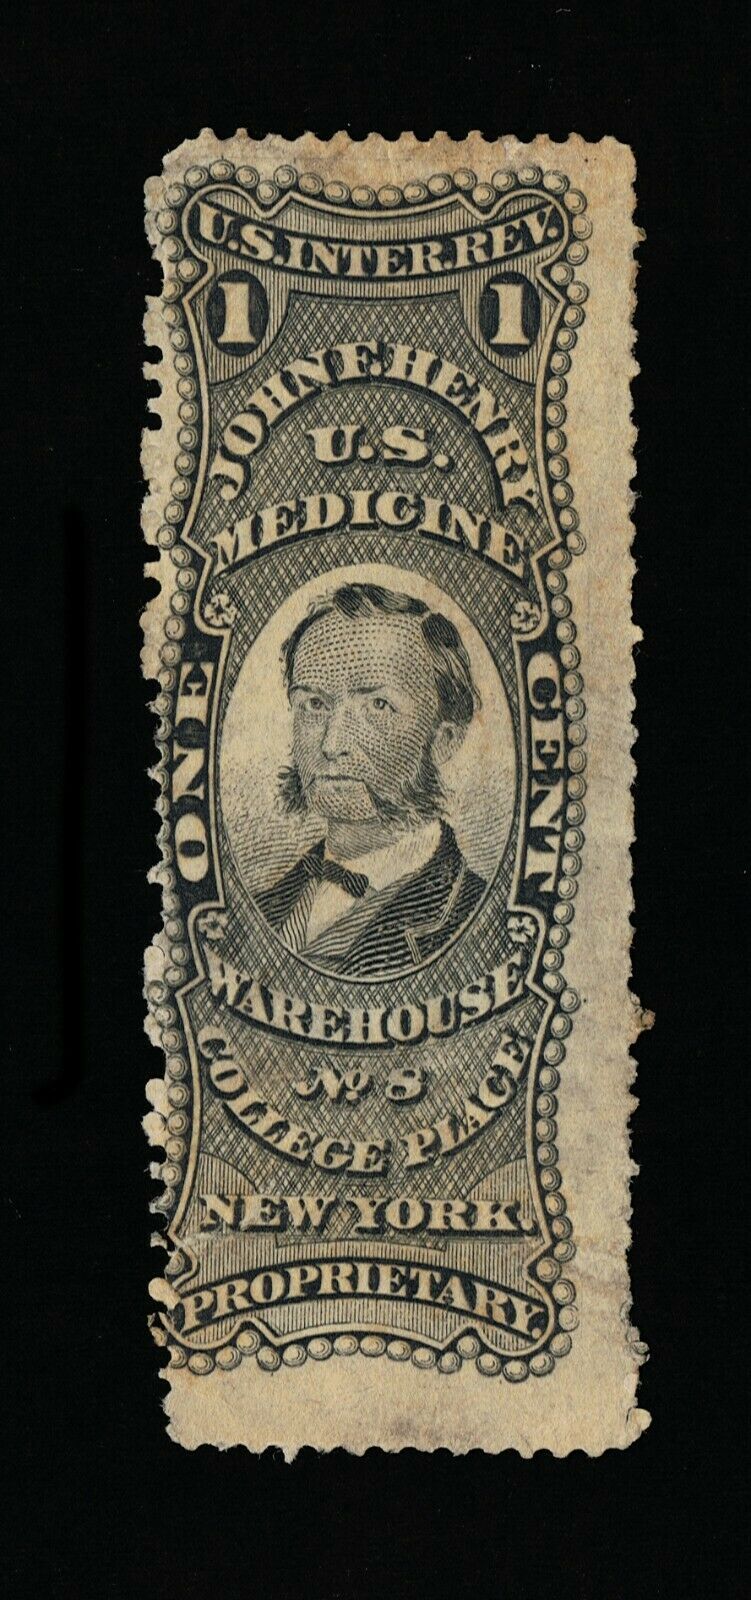 U.S. INTER. REV.
1 1
JOHN F. HENRY
U.S.
MEDICINE
ONE CENT
WAREHOUSE
No 8
COLLEGE PLACE
NEW YORK.
PROPRIETARY.